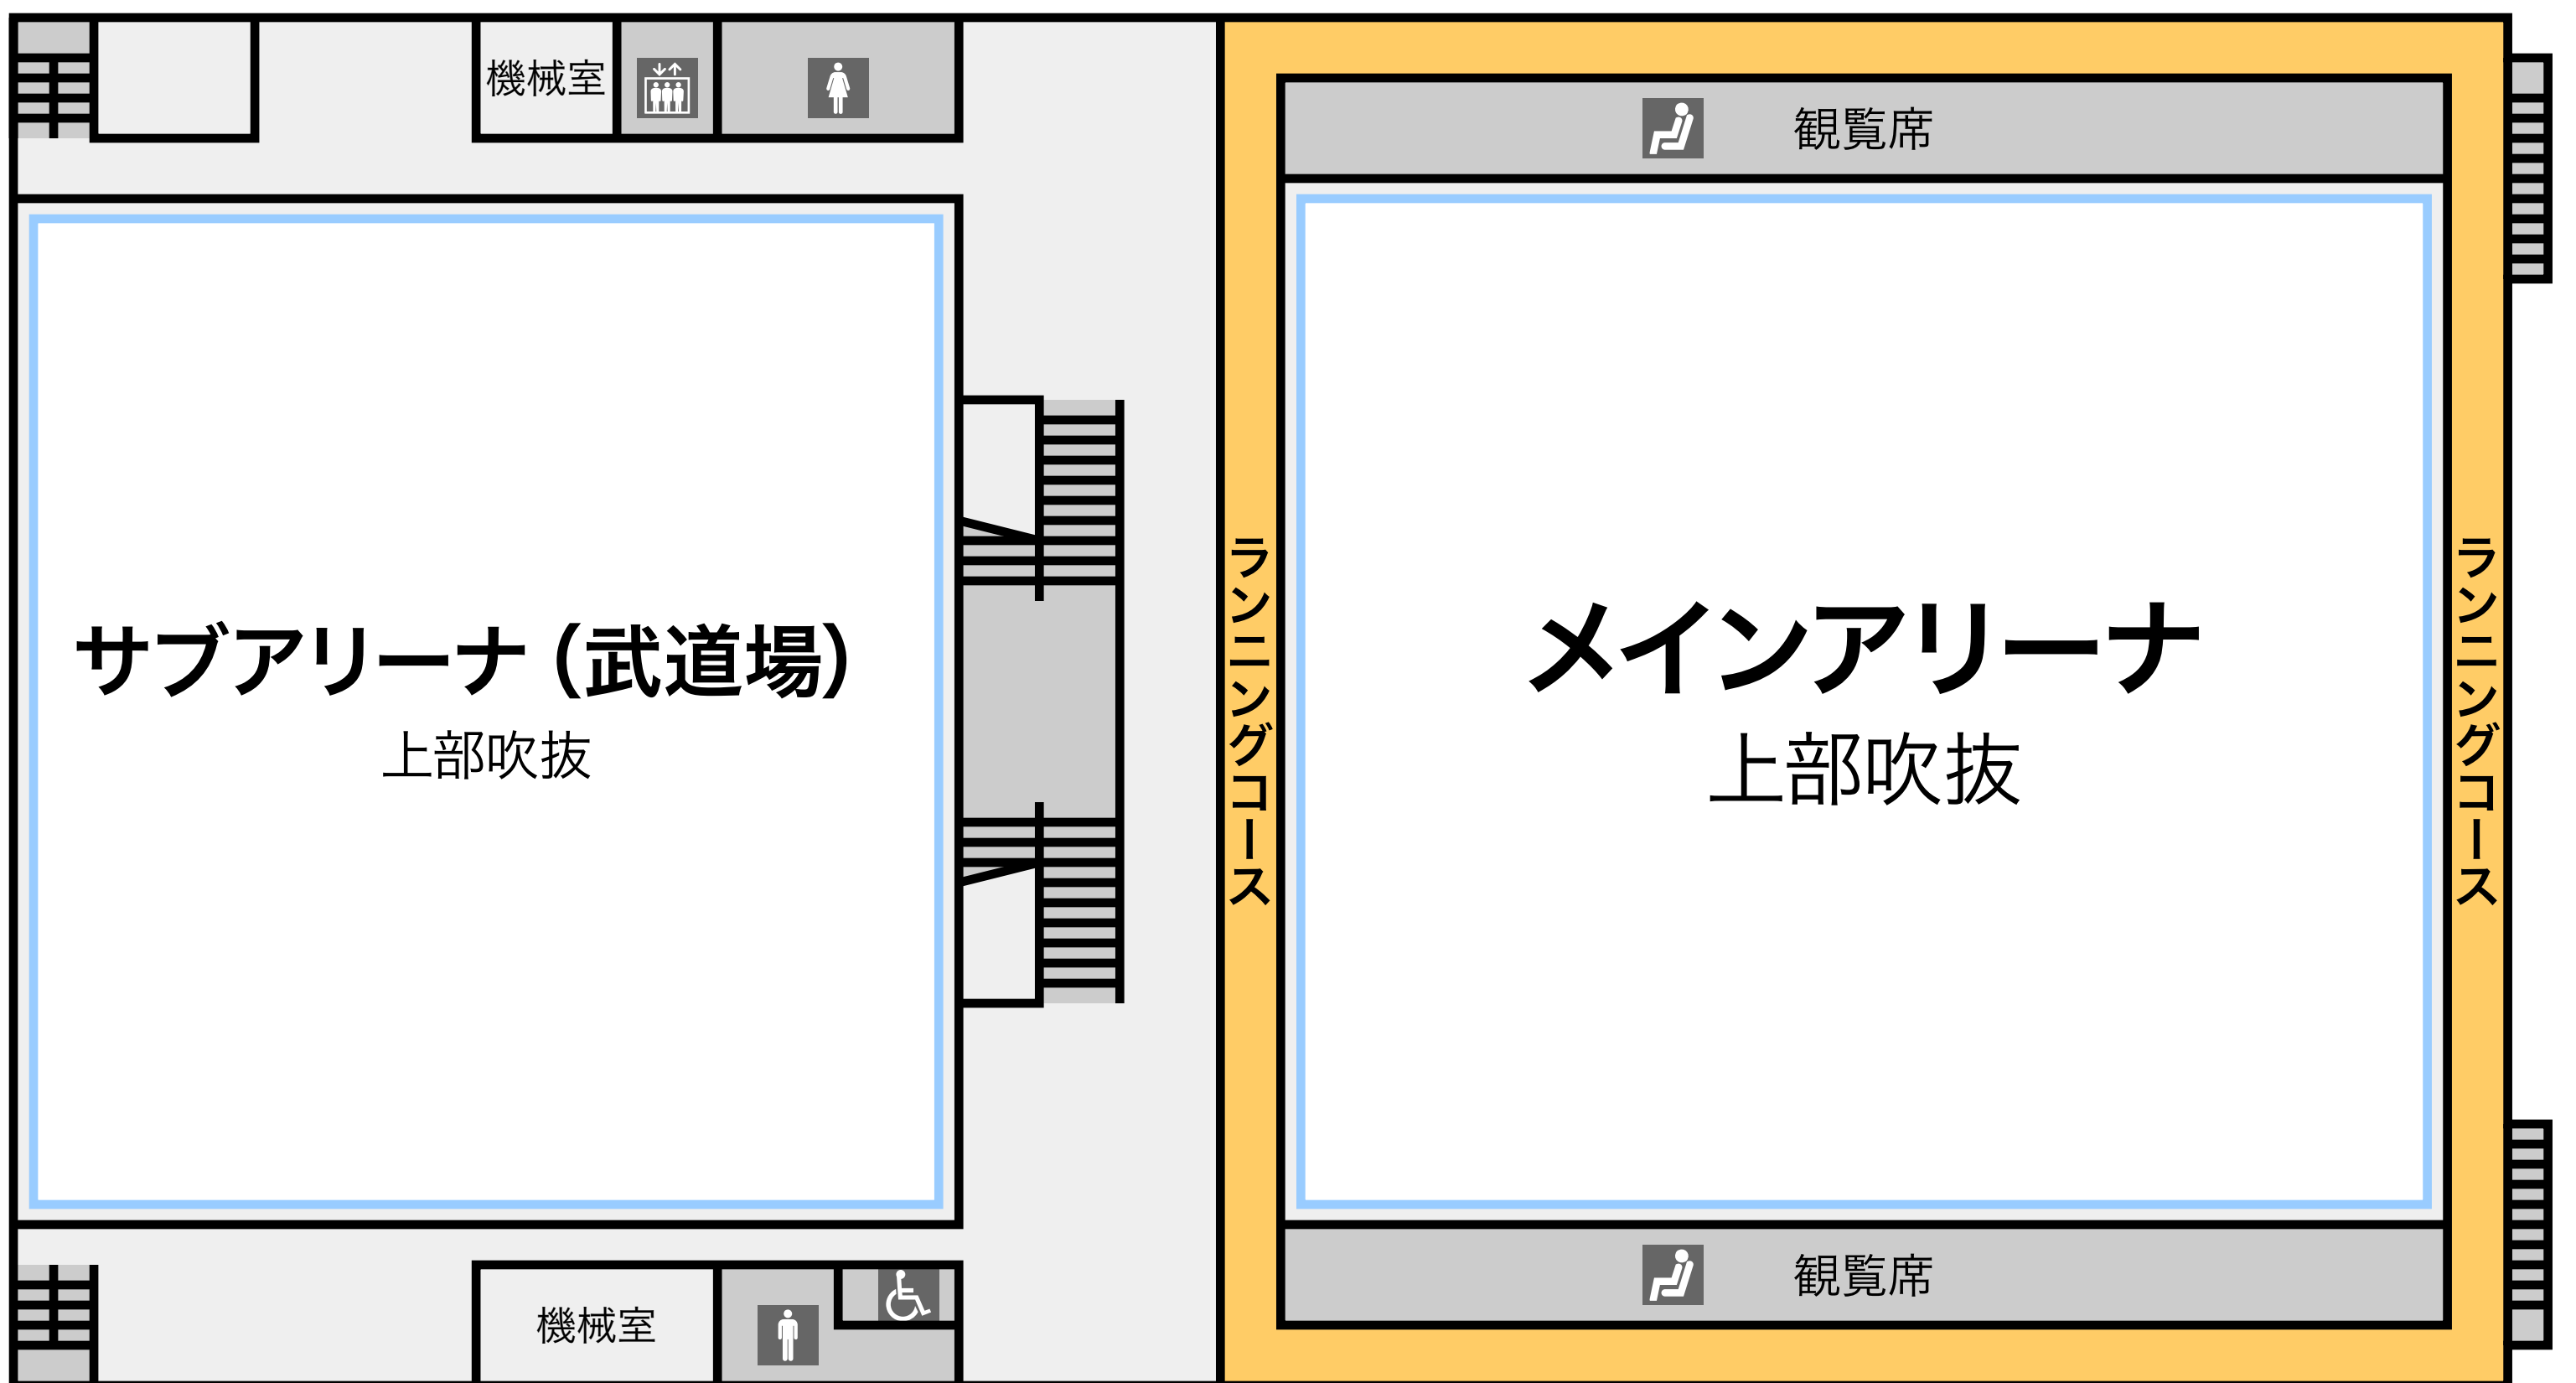 機械室
観覧席
サブアリーナ（武道場）
上部吹抜
ランニングコース
メインアリーナ
上部吹抜
ランニングコース
機械室
観覧席